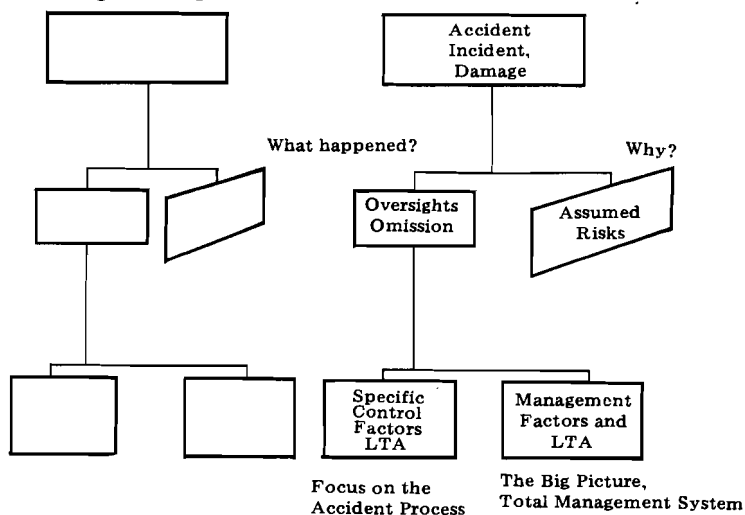 Accident
Incident,
Damage
What happened?
Why?
Oversights
Omission
Assumed
Risks
Specific
Control
Factors
LTA
Management
Factors and
LTA
Focus on the
Accident Process
The Big Picture,
Total Management System